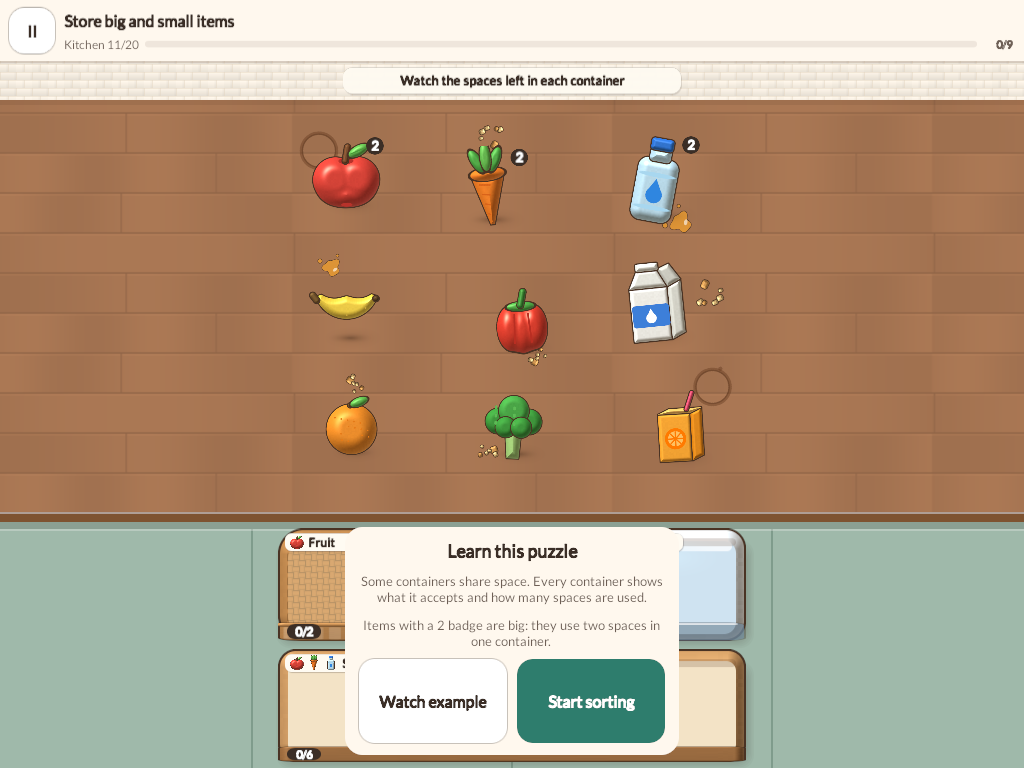 Store big and small items
Kitchen 11/20
0/9
Watch the spaces left in each container
2
2
2
Fruit
0/2
0/6
Learn this puzzle
Some containers share space. Every container shows
what it accepts and how many spaces are used.
Items with a 2 badge are big: they use two spaces in
one container.
Watch example
Start sorting